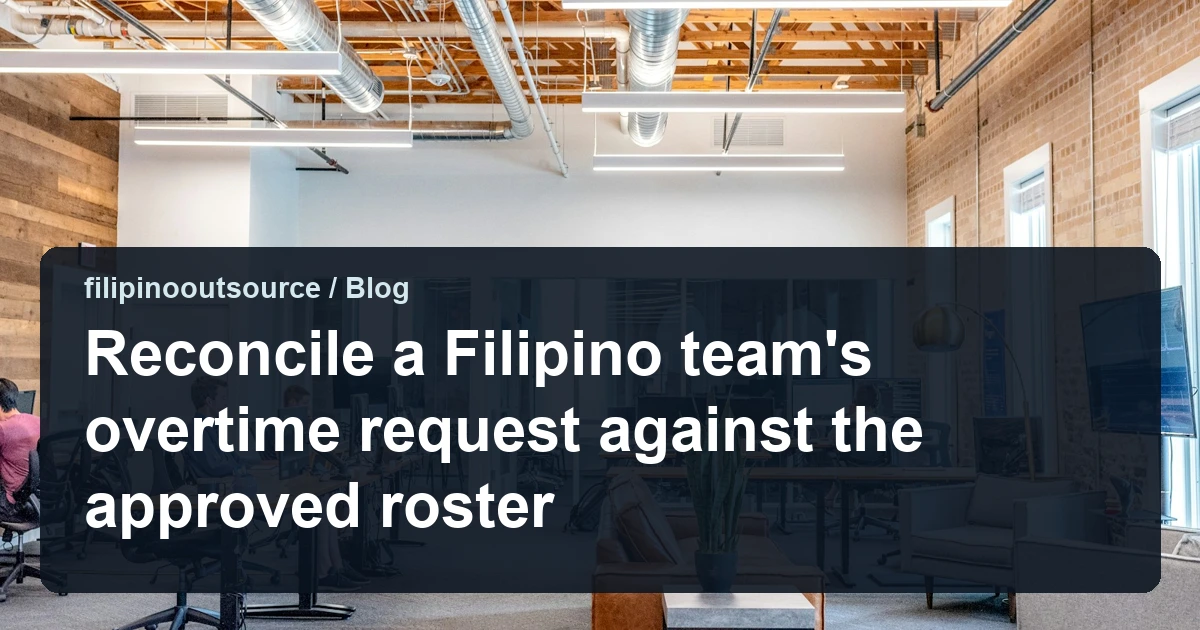 filipinooutsource / Blog
Reconcile a Filipino team's
overtime request against the
approved roster